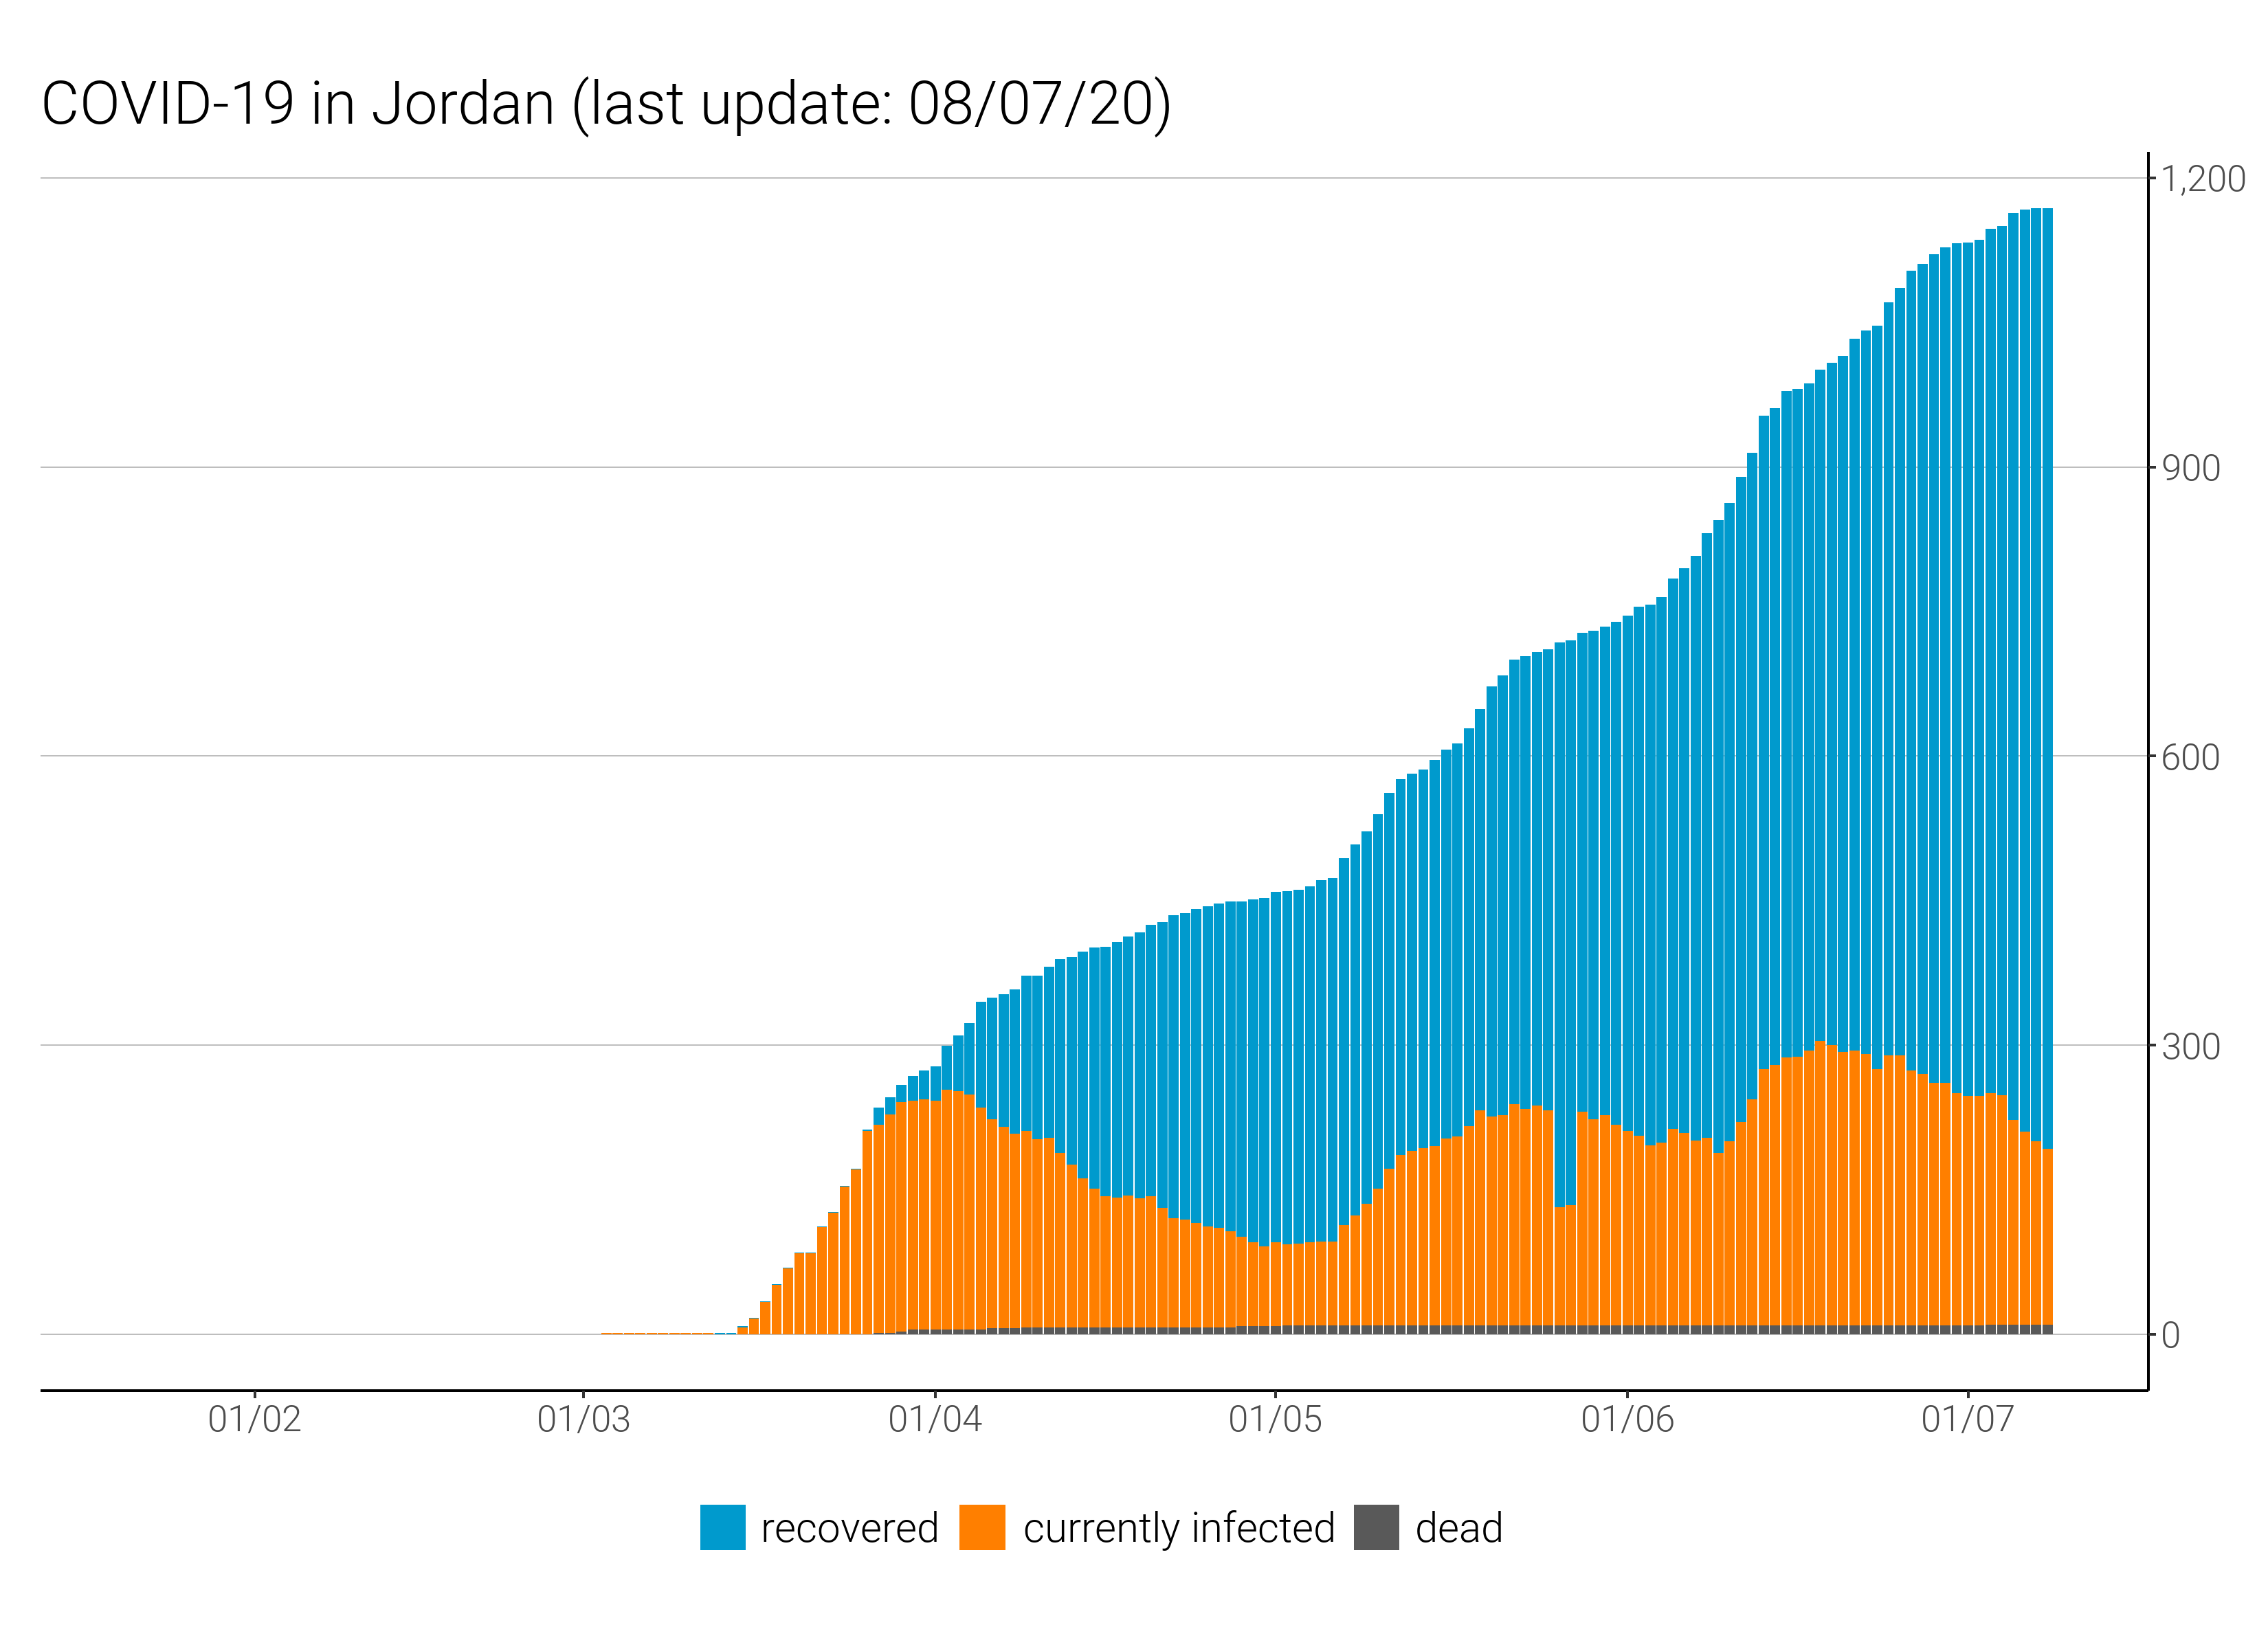 COVID-19 in Jordan (last update: 08/07/20)
1,200
900
600
300
0
01/02 01/03 01/04 01/05 01/06 01/07
recovered currently infected dead